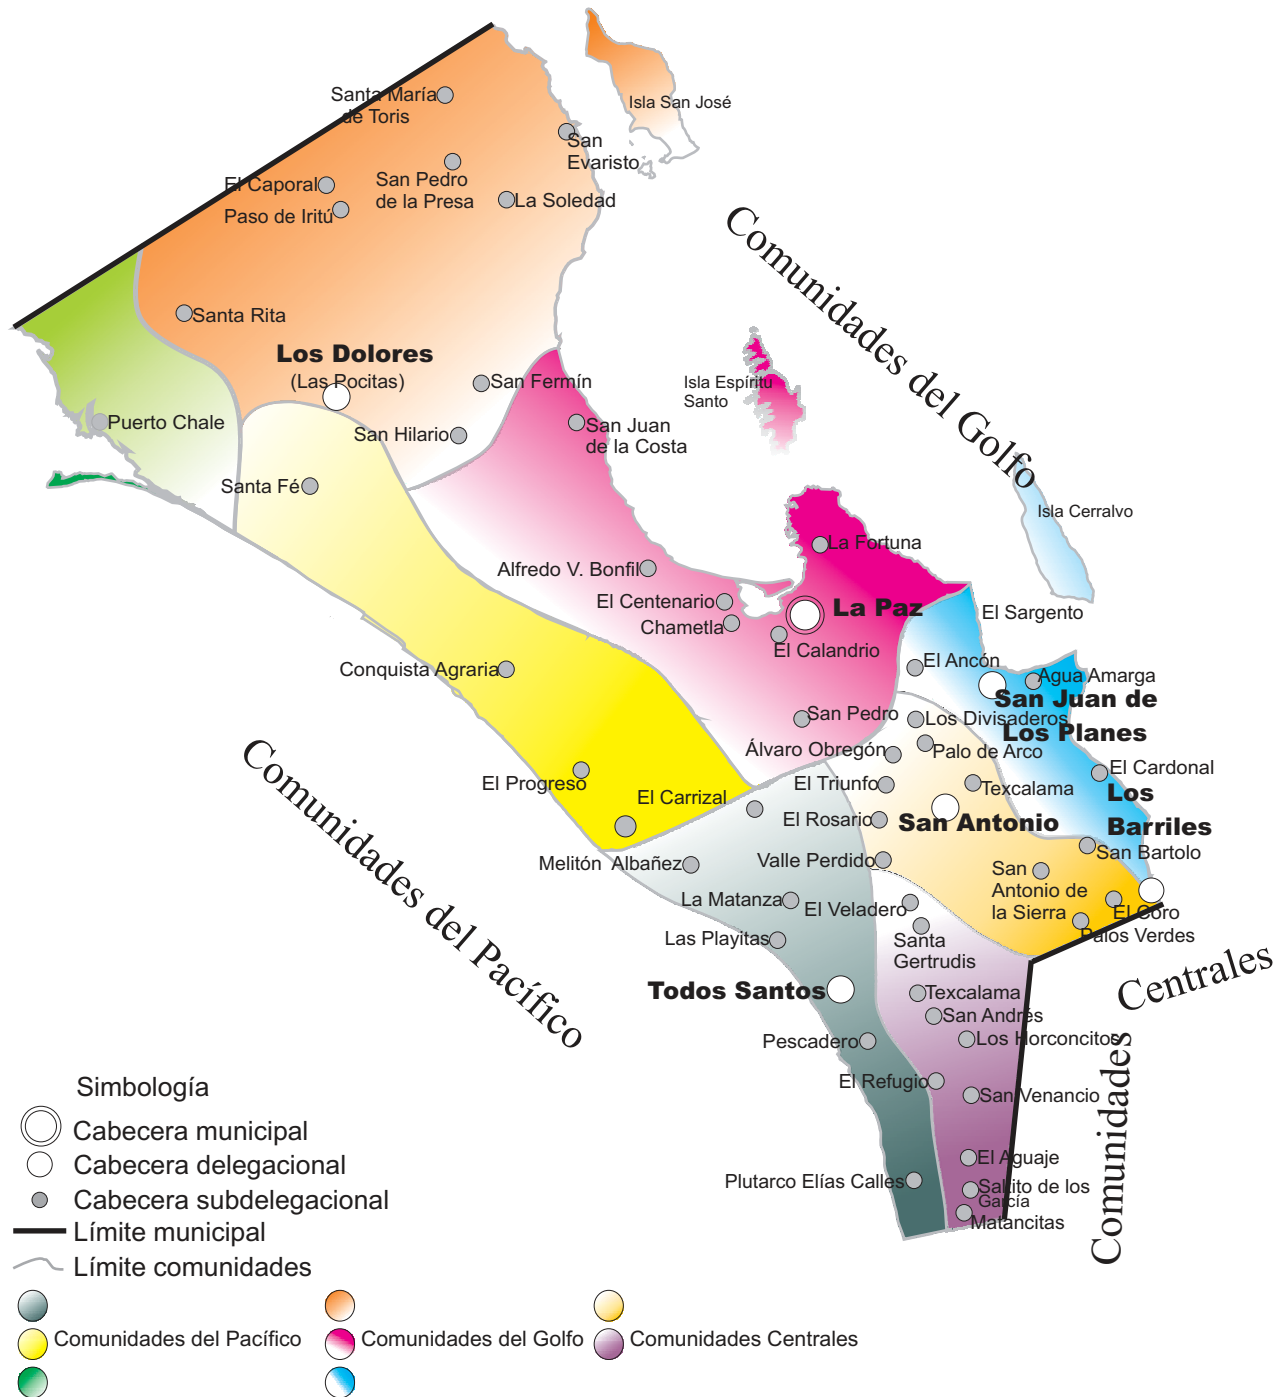 Isla San José
Santa María
de Toris
San
Evaristo
San Pedro
de la Presa
El Caporal
La Soledad
Paso de Iritú
Comunidades del Golfo
Santa Rita
Los Dolores
(Las Pocitas)
San Fermín
Isla Espíritu
Santo
Puerto Chale
San Hilario
San Juan
de la Costa
Santa Fé
Isla Cerralvo
La Fortuna
Alfredo V. Bonfil
El Centenario
La Paz
El Sargento
Chametla
El Calandrio
El Ancón
Conquista Agraria
Agua Amarga
San Juan de
Los Planes
San Pedro
Los Divisaderos
Álvaro Obregón
Palo de Arco
El Cardonal
El Progreso
El Triunfo
Texcalama
Los
Barriles
El Carrizal
El Rosario
San Antonio
Comunidades del Pacífico
Melitón Albañez
Valle Perdido
San Bartolo
San
Antonio de
la Sierra
La Matanza
El Veladero
El Coro
Palos Verdes
Las Playitas
Santa
Gertrudis
Comunidades
Centrales
Todos Santos
Texcalama
San Andrés
Pescadero
Los Horconcitos
El Refugio
San Venancio
El Aguaje
Plutarco Elías Calles
Saltito de los
García
Matancitas
Simbología
Cabecera municipal
Cabecera delegacional
Cabecera subdelegacional
Límite municipal
Límite comunidades
Comunidades del Pacífico
Comunidades del Golfo
Comunidades Centrales